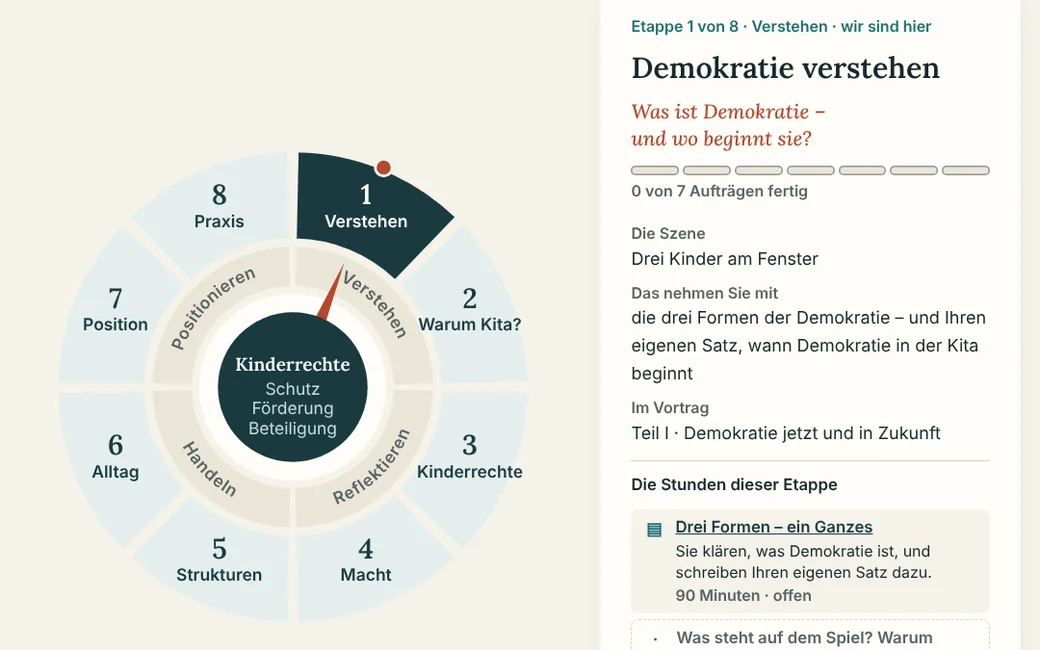 Etappe 1 von 8 · Verstehen · wir sind hier
Demokratie verstehen
Was ist Demokratie –
und wo beginnt sie?
0 von 7 Aufträgen fertig
Die Szene
Drei Kinder am Fenster
Das nehmen Sie mit
die drei Formen der Demokratie – und Ihren
eigenen Satz, wann Demokratie in der Kita
beginnt
Im Vortrag
Teil I · Demokratie jetzt und in Zukunft
Die Stunden dieser Etappe
Drei Formen – ein Ganzes
Sie klären, was Demokratie ist, und
schreiben Ihren eigenen Satz dazu.
90 Minuten · offen
· Was steht auf dem Spiel? Warum
1
Verstehen
2
Warum Kita?
3
Kinderrechte
4
Macht
5
Strukturen
6
Alltag
7
Position
8
Praxis
Verstehen
Reflektieren
Handeln
Positionieren
Kinderrechte
Schutz
Förderung
Beteiligung